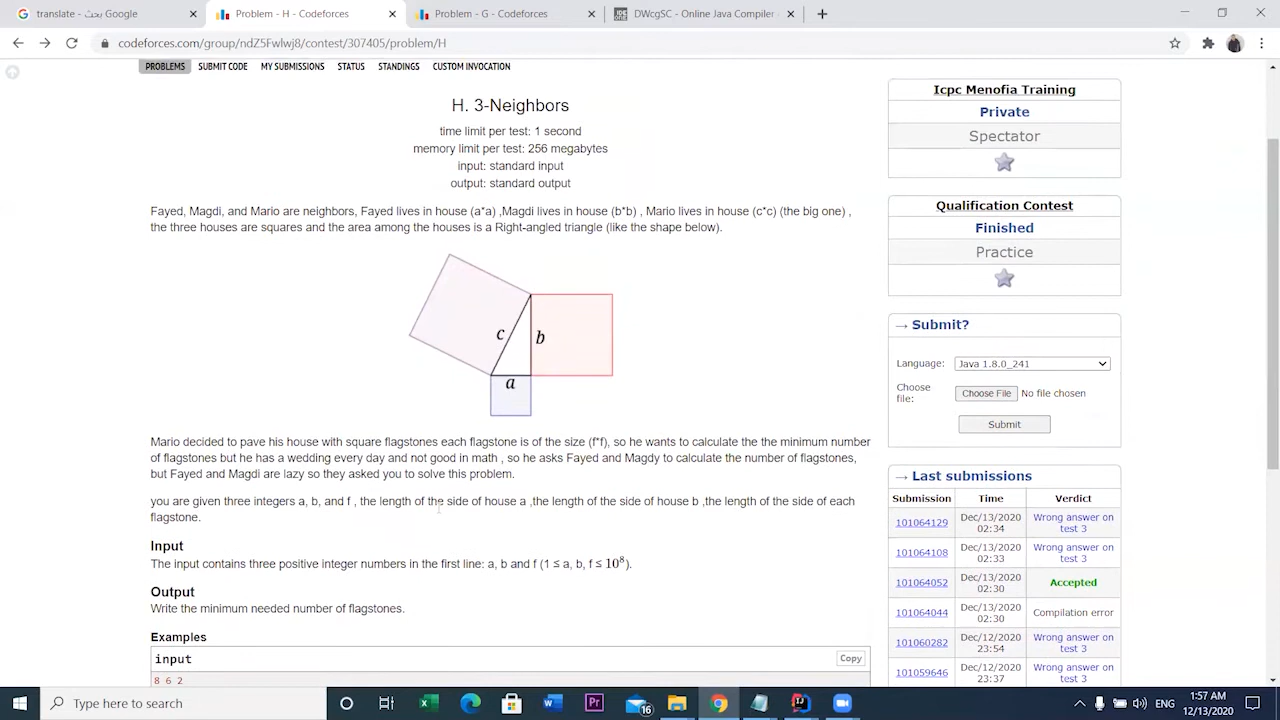 translate - بحث Google
Problem - H - Codeforces
Problem - G - Codeforces
DWcgSC - Online Java Compiler
codeforces.com/group/ndZ5Fwlwj8/contest/307405/problem/H
PROBLEMS SUBMIT CODE MY SUBMISSIONS STATUS STANDINGS CUSTOM INVOCATION
H. 3-Neighbors
time limit per test: 1 second
memory limit per test: 256 megabytes
input: standard input
output: standard output
Fayed, Magdi, and Mario are neighbors, Fayed lives in house (a*a) ,Magdi lives in house (b*b) , Mario lives in house (c*c) (the big one) ,
the three houses are squares and the area among the houses is a Right-angled triangle (like the shape below).
c
b
a
Mario decided to pave his house with square flagstones each flagstone is of the size (f*f), so he wants to calculate the the minimum number
of flagstones but he has a wedding every day and not good in math , so he asks Fayed and Magdy to calculate the number of flagstones,
but Fayed and Magdi are lazy so they asked you to solve this problem.
you are given three integers a, b, and f , the length of the side of house a ,the length of the side of house b ,the length of the side of each
flagstone.
Input
The input contains three positive integer numbers in the first line: a, b and f (1 ≤ a, b, f ≤ 10⁸).
Output
Write the minimum needed number of flagstones.
Examples
input
Copy
8 6 2
Icpc Menofia Training
Private
Spectator
Qualification Contest
Finished
Practice
→ Submit?
Language: Java 1.8.0_241
Choose
file: Choose File No file chosen
Submit
→ Last submissions
Submission Time Verdict
101064129 Dec/13/2020 02:34 Wrong answer on test 3
101064108 Dec/13/2020 02:33 Wrong answer on test 3
101064052 Dec/13/2020 02:30 Accepted
101064044 Dec/13/2020 02:30 Compilation error
101060282 Dec/12/2020 23:54 Wrong answer on test 3
101059646 Dec/12/2020 23:37 Wrong answer on test 3
Type here to search
16
ENG
1:57 AM
12/13/2020